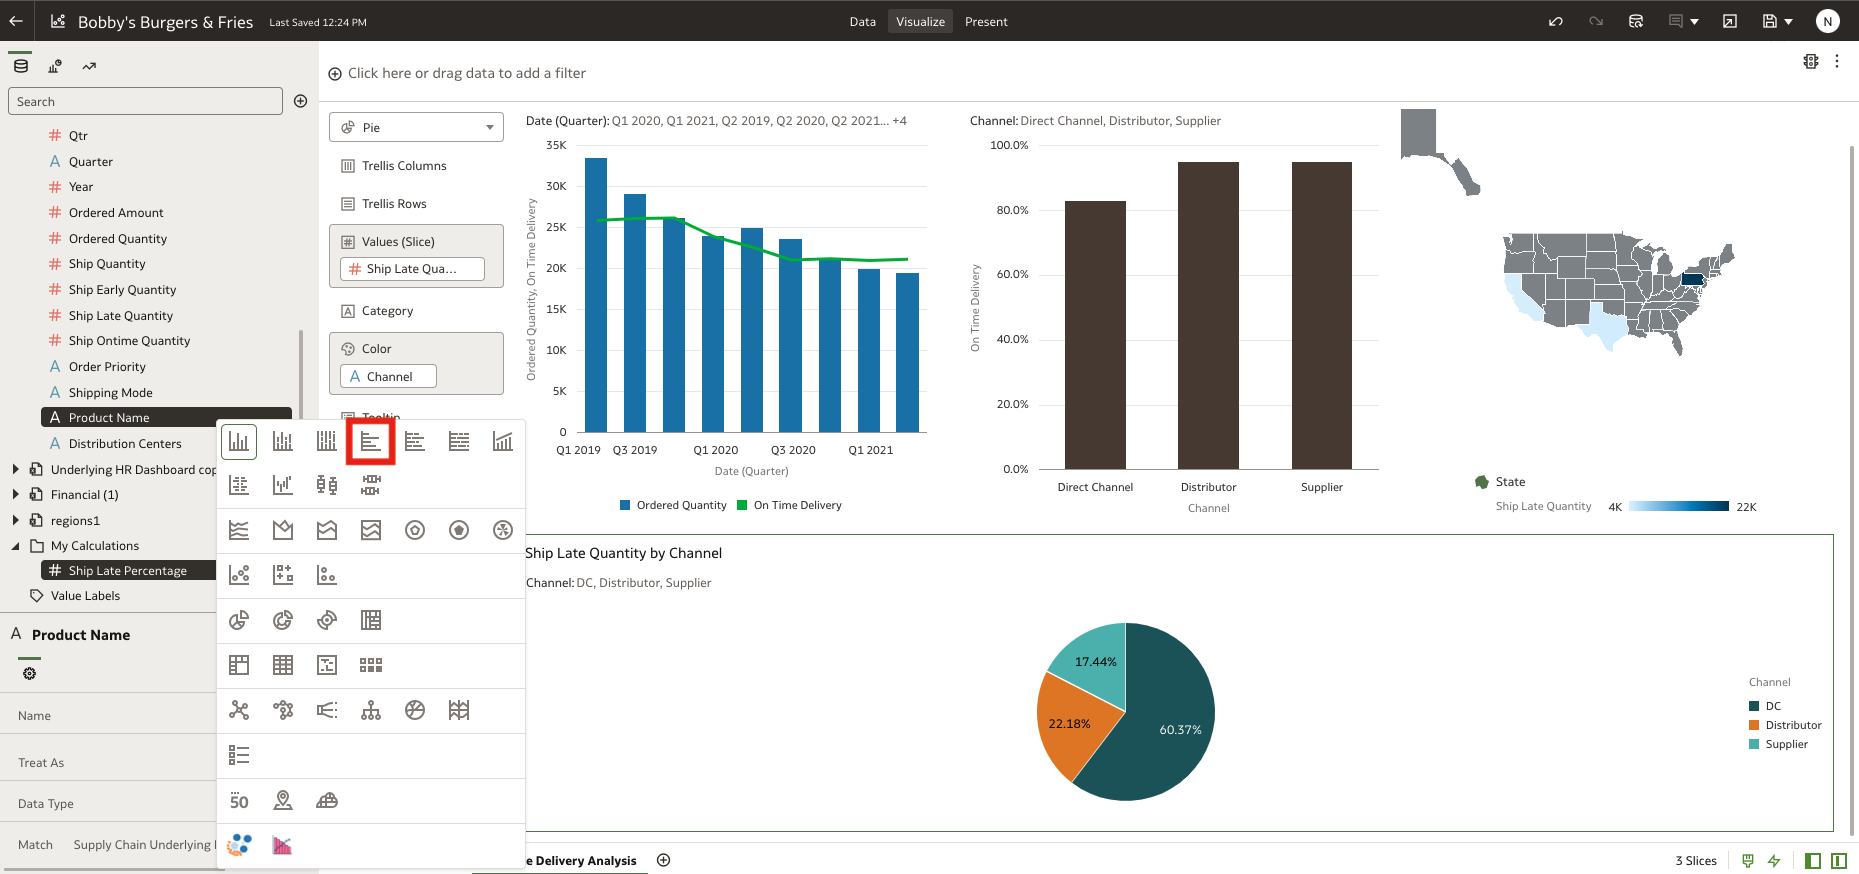 Bobby's Burgers & Fries
Last Saved 12:24 PM
Data
Visualize
Present
N
Search
Qtr
Quarter
Year
Ordered Amount
Ordered Quantity
Ship Quantity
Ship Early Quantity
Ship Late Quantity
Ship Ontime Quantity
Order Priority
Shipping Mode
Product Name
Distribution Centers
Underlying HR Dashboard cop
Financial (1)
regions1
My Calculations
Ship Late Percentage
Value Labels
Product Name
Name
Treat As
Data Type
Match
Supply Chain Underlying
50
Click here or drag data to add a filter
Pie
Trellis Columns
Trellis Rows
Values (Slice)
Ship Late Qua...
Category
Color
Channel
Tooltip
Date (Quarter): Q1 2020, Q1 2021, Q2 2019, Q2 2020, Q2 2021... +4
35K
30K
25K
20K
15K
10K
5K
0
Ordered Quantity, On Time Delivery
Q1 2019 Q3 2019 Q1 2020 Q3 2020 Q1 2021
Date (Quarter)
Ordered Quantity On Time Delivery
Channel: Direct Channel, Distributor, Supplier
100.0%
80.0%
60.0%
40.0%
20.0%
0.0%
On Time Delivery
Direct Channel Distributor Supplier
Channel
State
Ship Late Quantity 4K 22K
Ship Late Quantity by Channel
Channel: DC, Distributor, Supplier
17.44%
22.18%
60.37%
Channel
DC
Distributor
Supplier
e Delivery Analysis
3 Slices